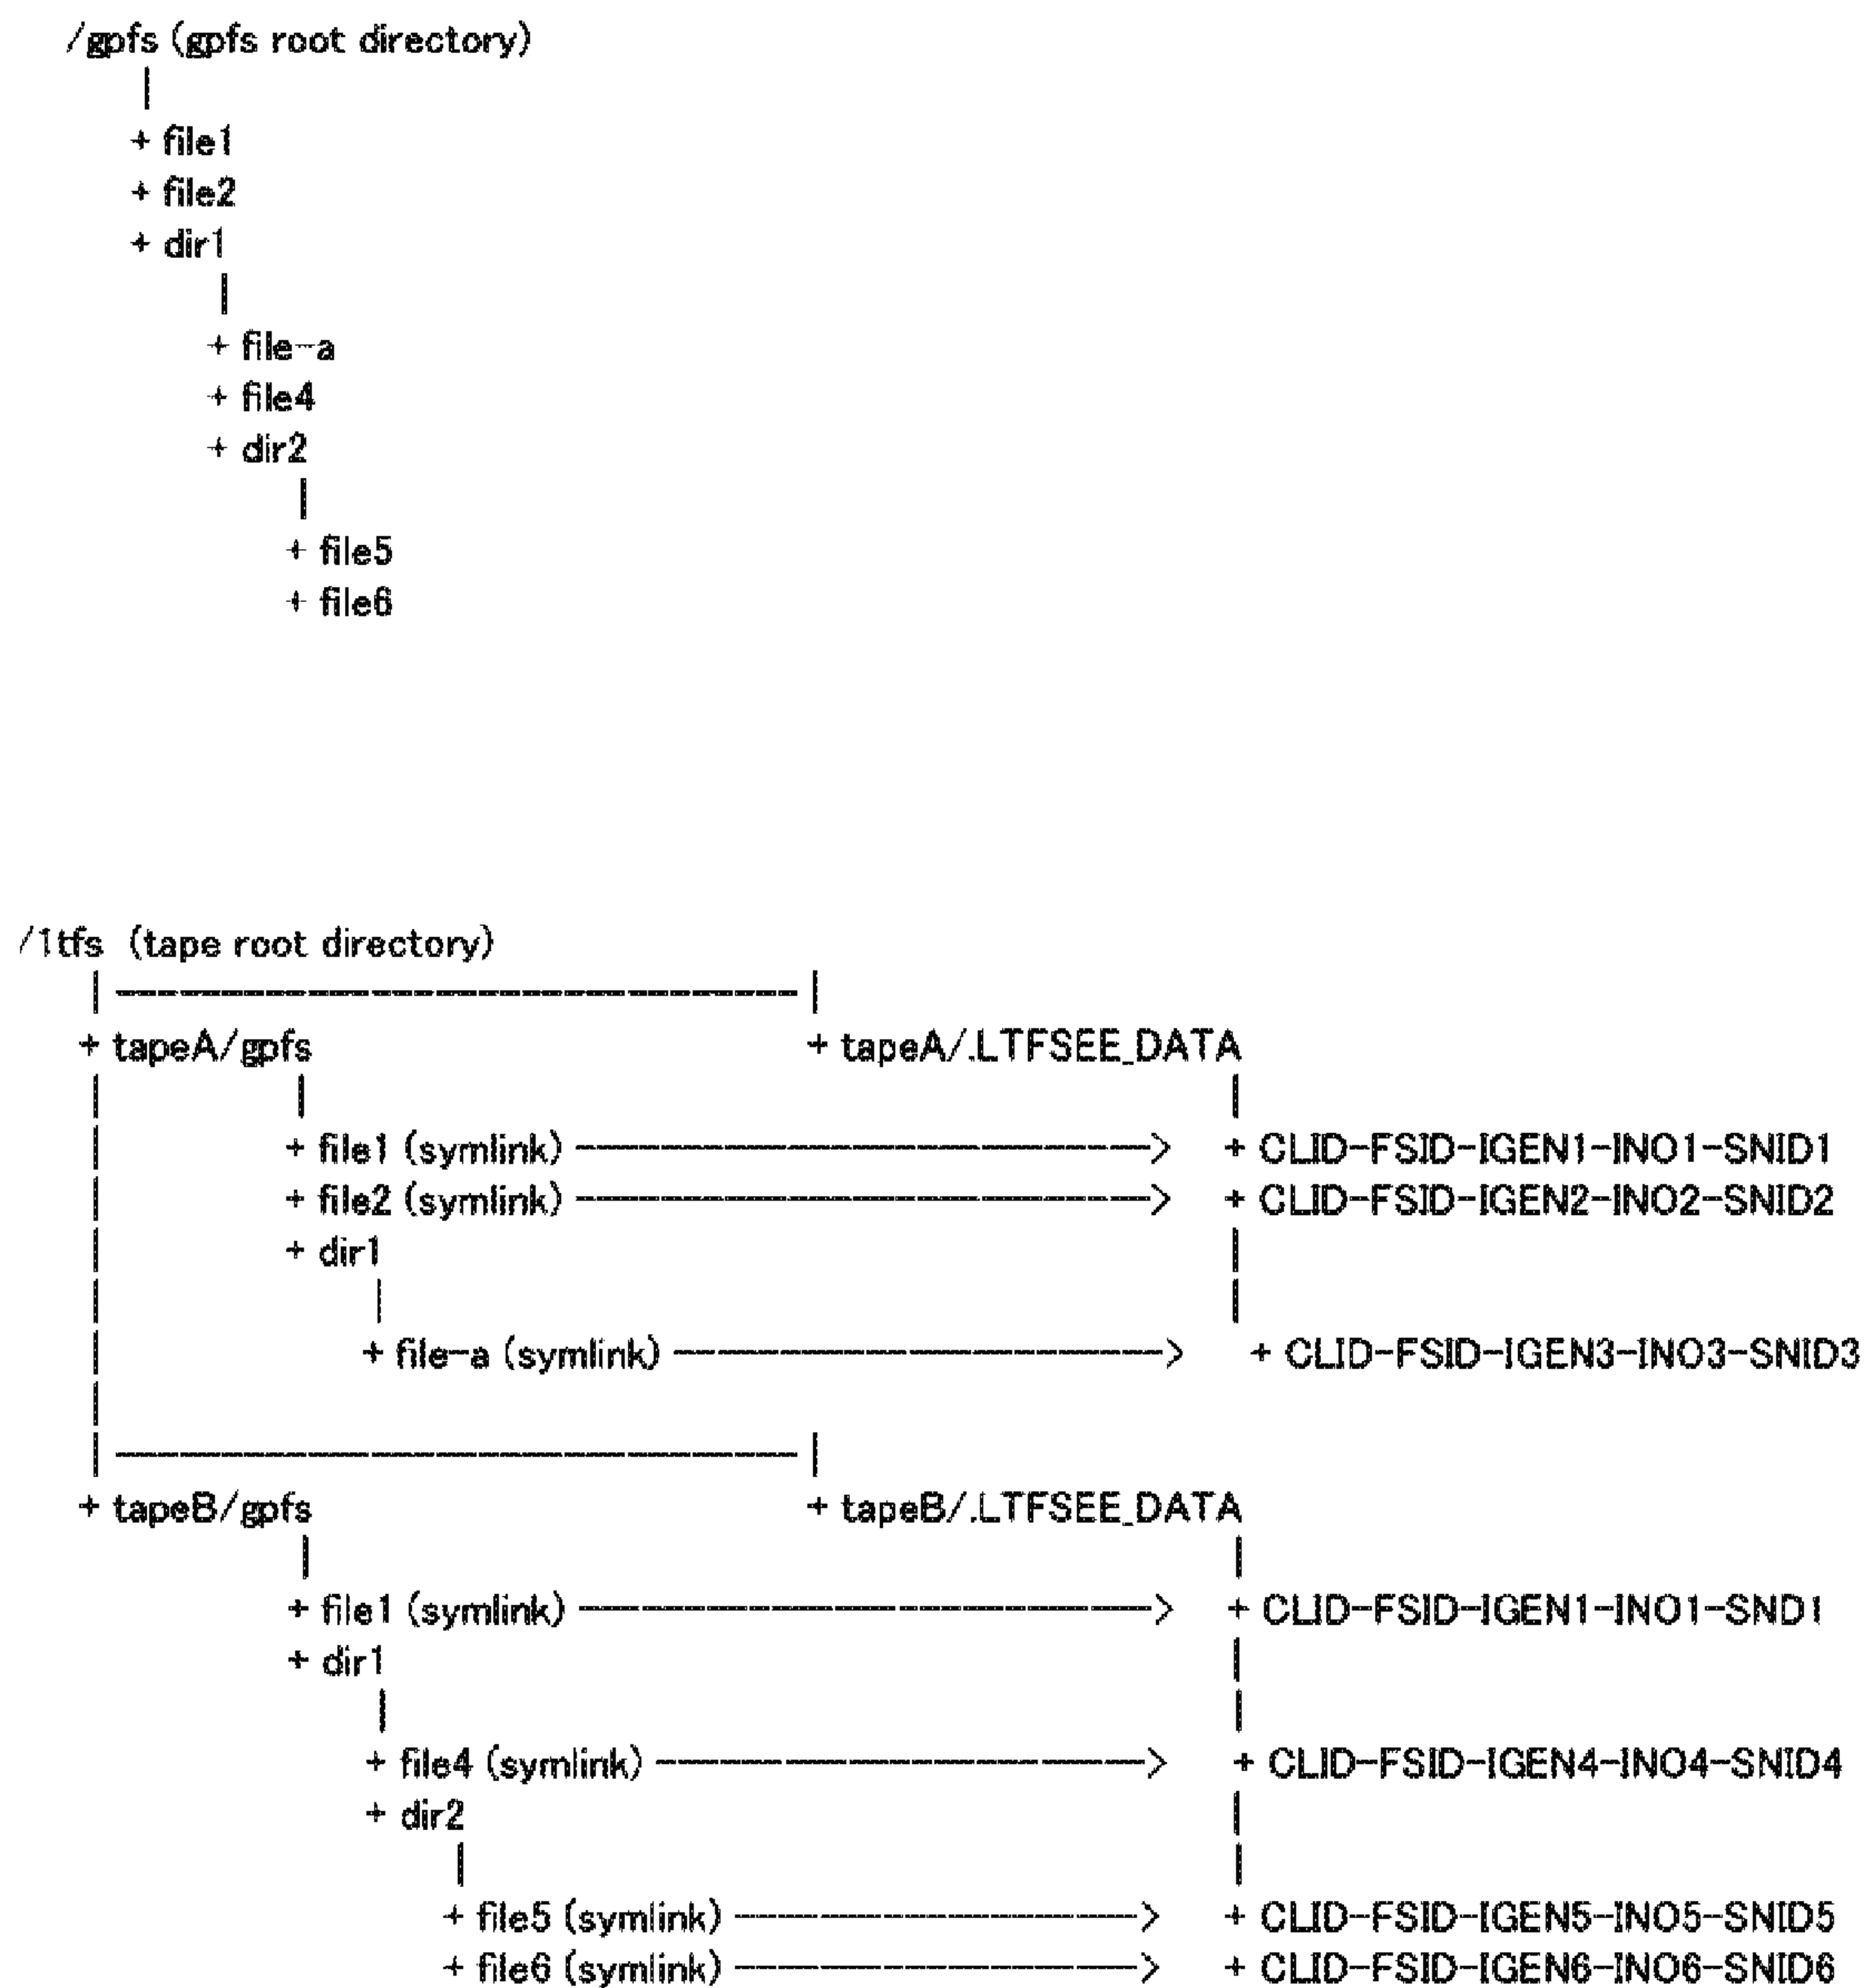 /gpfs (gpfs root directory)
|
+ file1
+ file2
+ dir1
|
+ file-a
+ file4
+ dir2
|
+ file5
+ file6
/1tfs (tape root directory)
| -------------------------------- |
+ tapeA/gpfs + tapeA/.LTFSEE_DATA
| | |
| + file1 (symlink) ---------------------------> + CLID-FSID-IGEN1-INO1-SNID1
| + file2 (symlink) ---------------------------> + CLID-FSID-IGEN2-INO2-SNID2
| + dir1 |
| | |
| + file-a (symlink) -----------------------> + CLID-FSID-IGEN3-INO3-SNID3
|
| -------------------------------- |
+ tapeB/gpfs + tapeB/.LTFSEE_DATA
| |
+ file1 (symlink) ---------------------------> + CLID-FSID-IGEN1-INO1-SND1
+ dir1 |
| |
+ file4 (symlink) -----------------------> + CLID-FSID-IGEN4-INO4-SNID4
+ dir2 |
| |
+ file5 (symlink) -------------------> + CLID-FSID-IGEN5-INO5-SNID5
+ file6 (symlink) -------------------> + CLID-FSID-IGEN6-INO6-SNID6